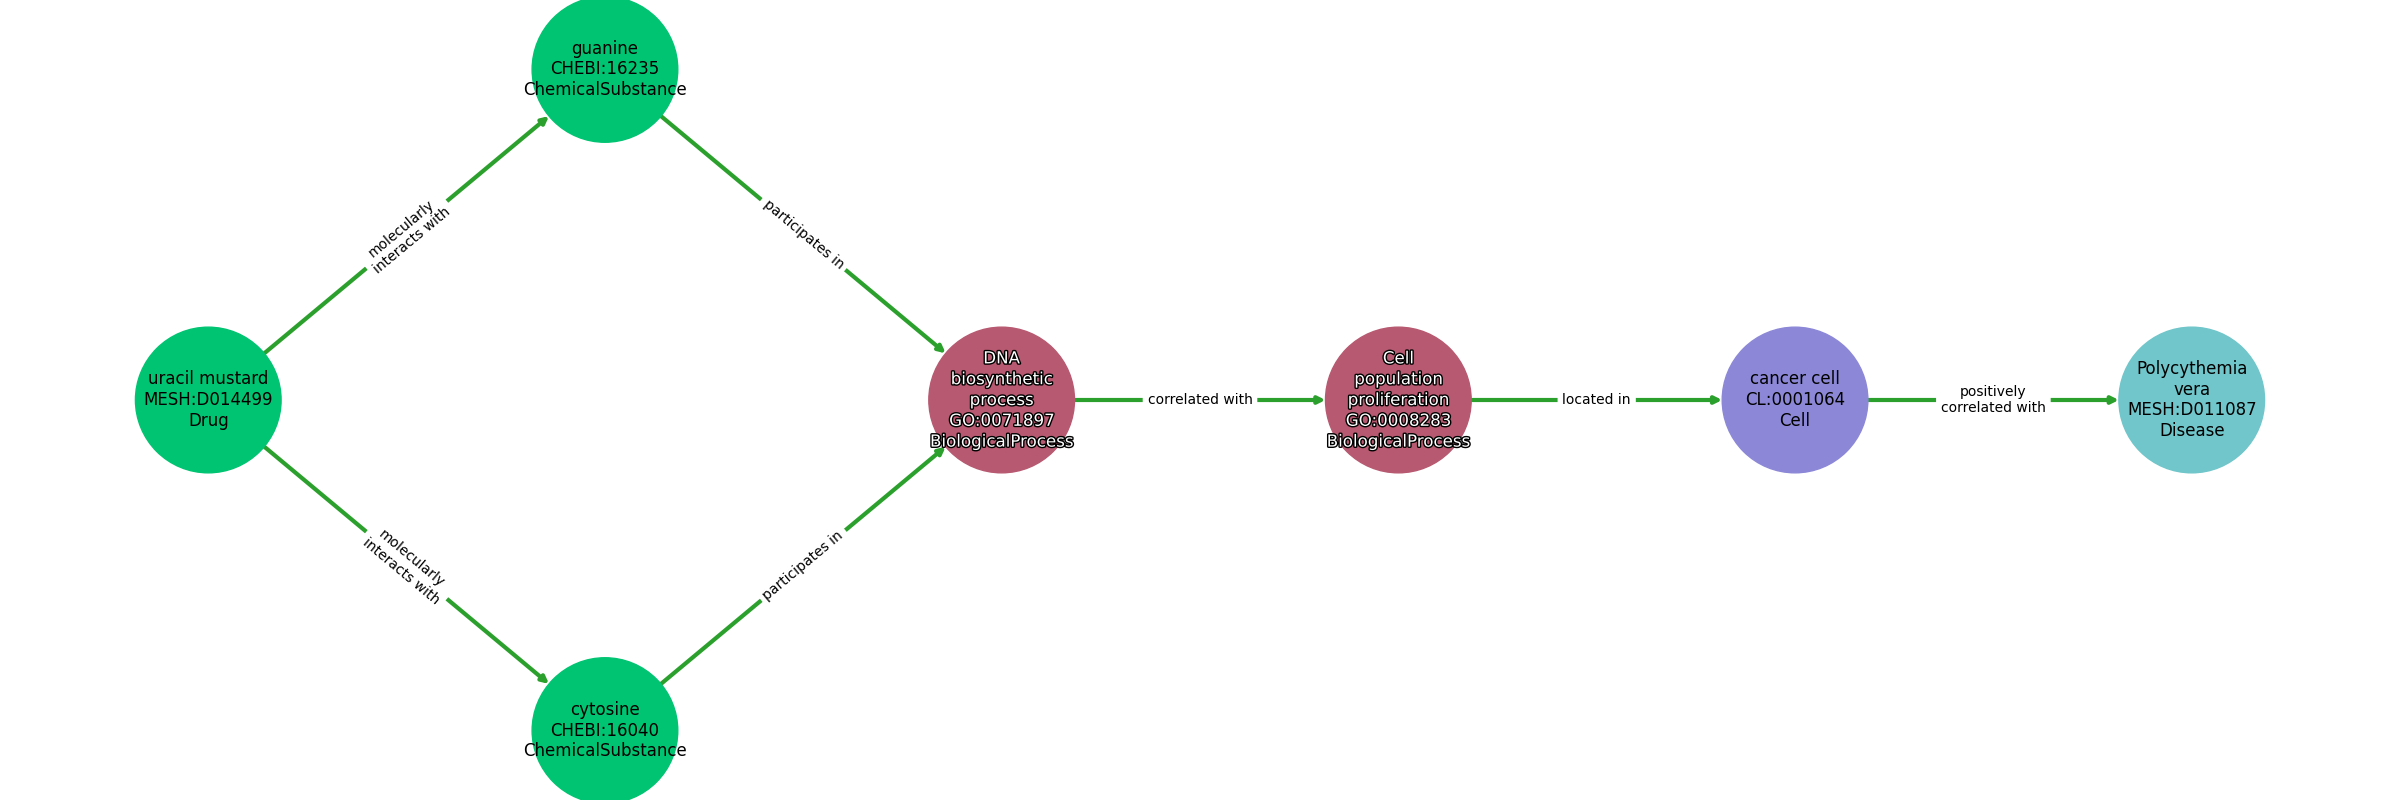 guanine
CHEBI:16235
ChemicalSubstance
molecularly
interacts with
participates in
uracil mustard
MESH:D014499
Drug
DNA
biosynthetic
process
GO:0071897
BiologicalProcess
correlated with
Cell
population
proliferation
GO:0008283
BiologicalProcess
located in
cancer cell
CL:0001064
Cell
positively
correlated with
Polycythemia
vera
MESH:D011087
Disease
molecularly
interacts with
participates in
cytosine
CHEBI:16040
ChemicalSubstance